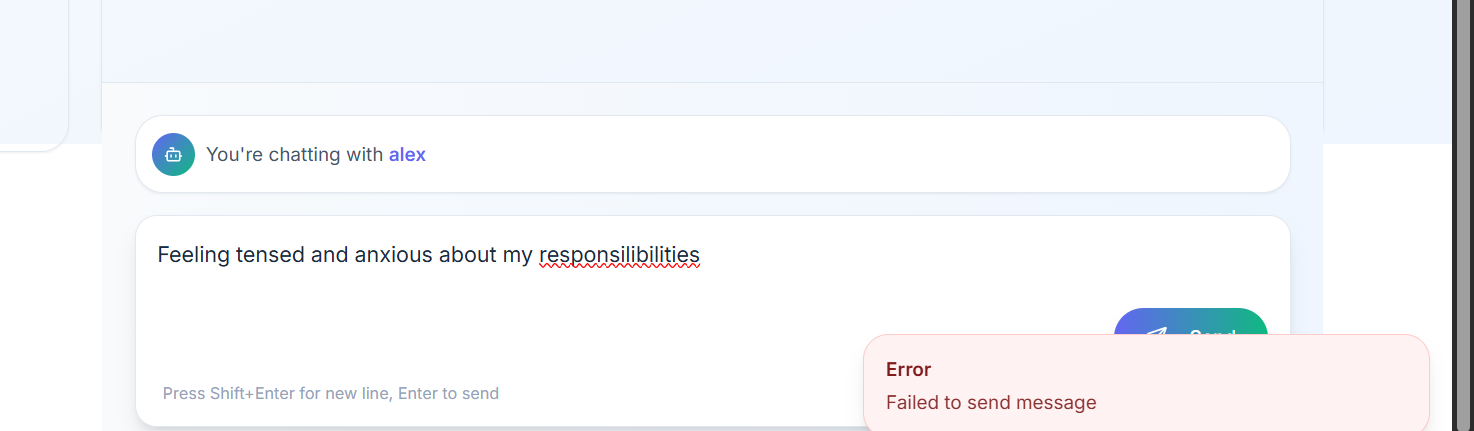 You're chatting with alex
Feeling tensed and anxious about my responsilibilities
Send
Press Shift+Enter for new line, Enter to send
Error
Failed to send message